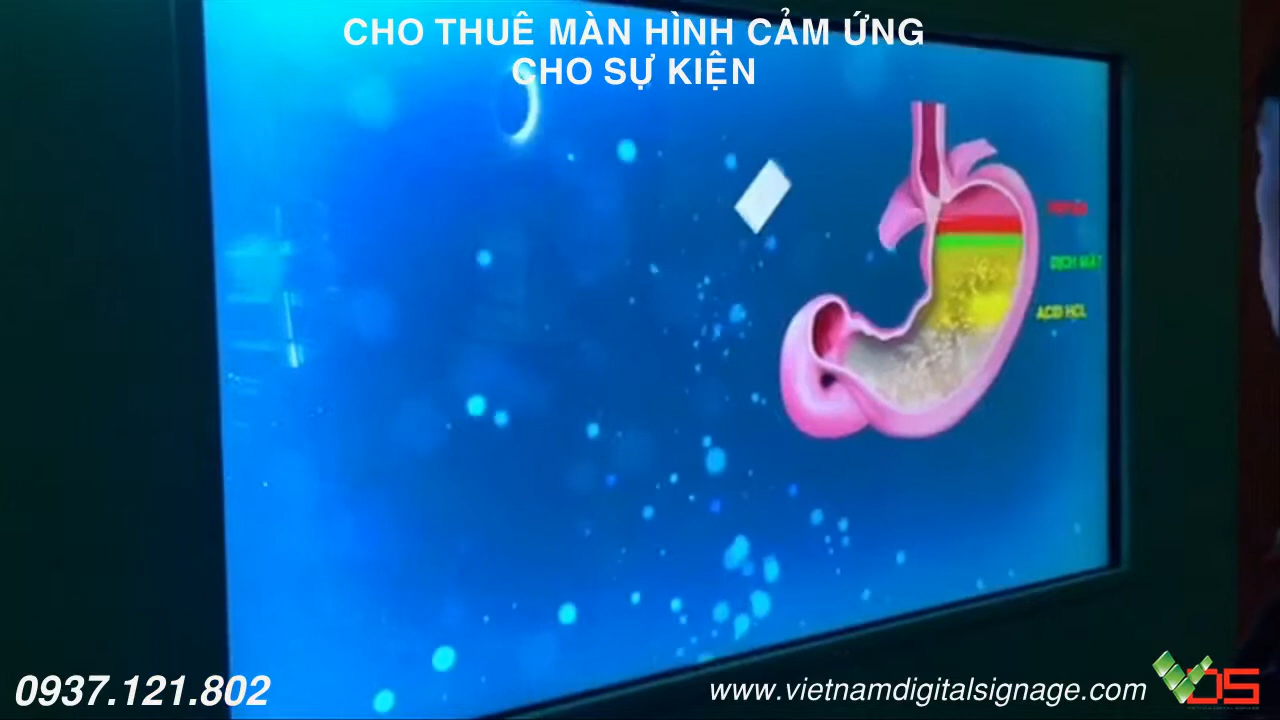 CHO THUÊ MÀN HÌNH CẢM ỨNG
CHO SỰ KIỆN
DỊCH MẬT
ACID HCL
0937.121.802
www.vietnamdigitalsignage.com
VDS